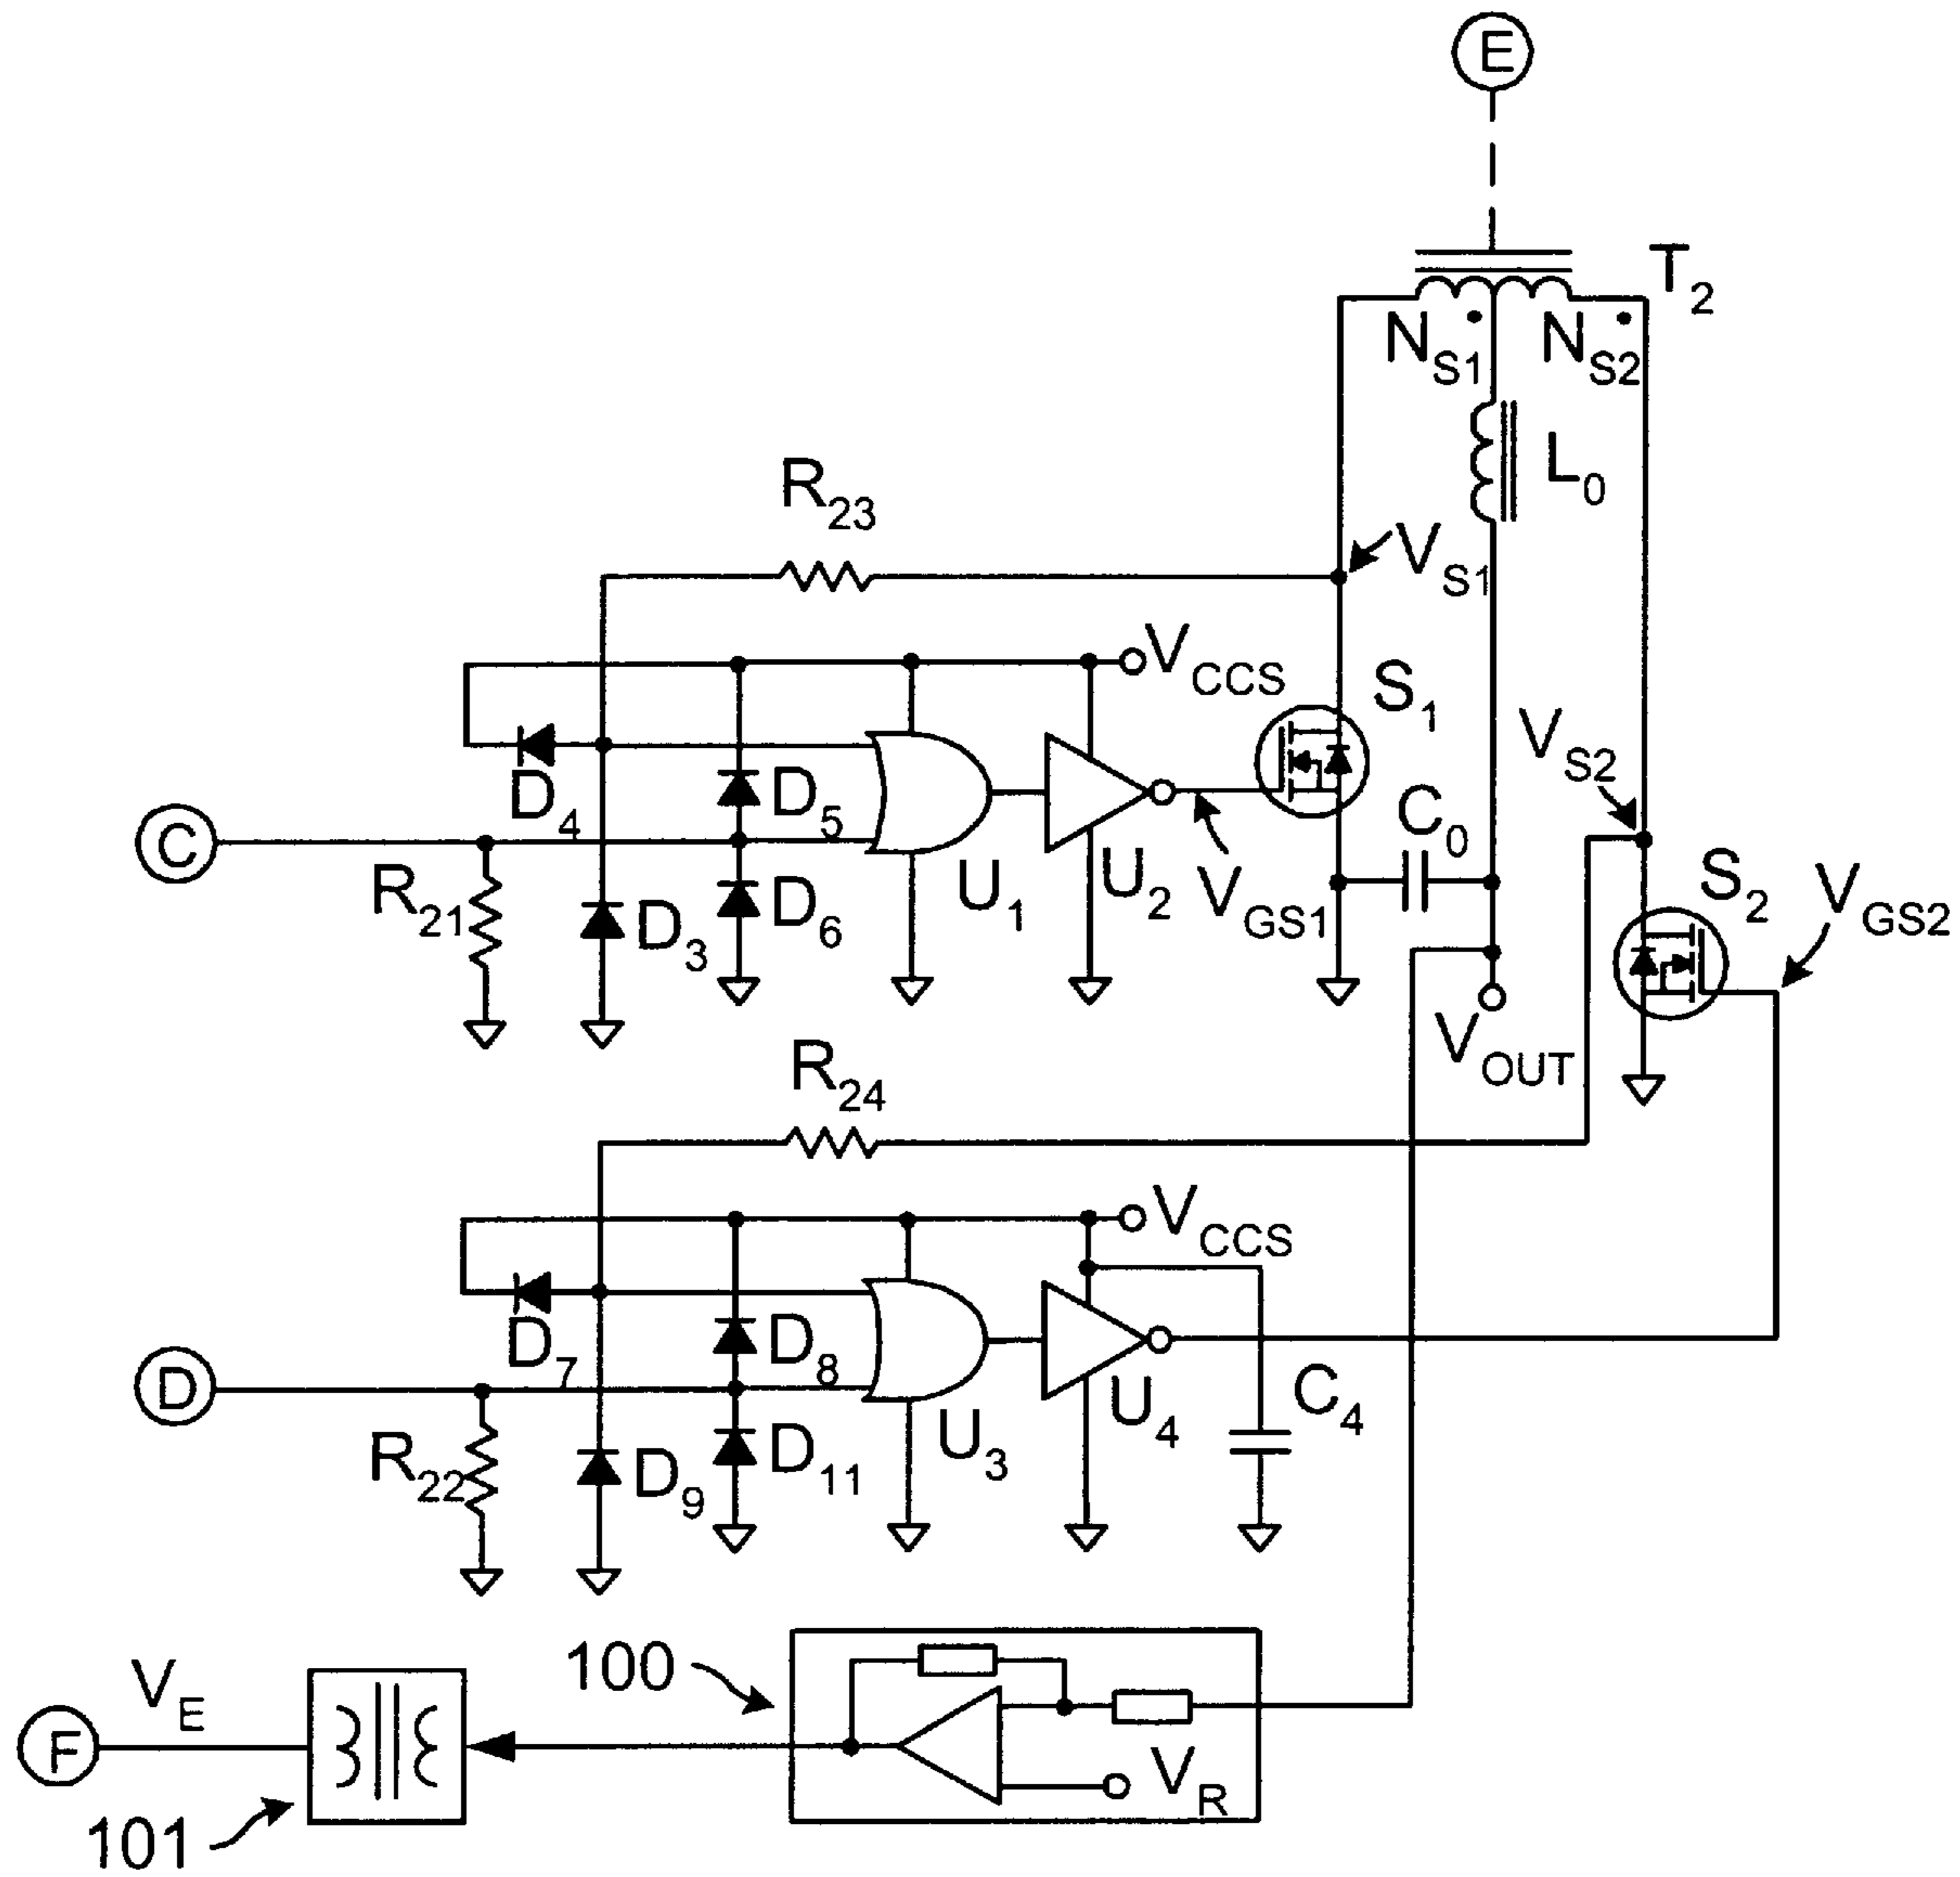 E
T2
NS1
NS2
L0
R23
VS1
VCCS
S1
VS2
D4
D5
C0
C
R21
D3
D6
U1
U2
VGS1
S2
VGS2
VOUT
R24
VCCS
D7
D8
D
R22
D9
D11
U3
U4
C4
100
VE
F
VR
101